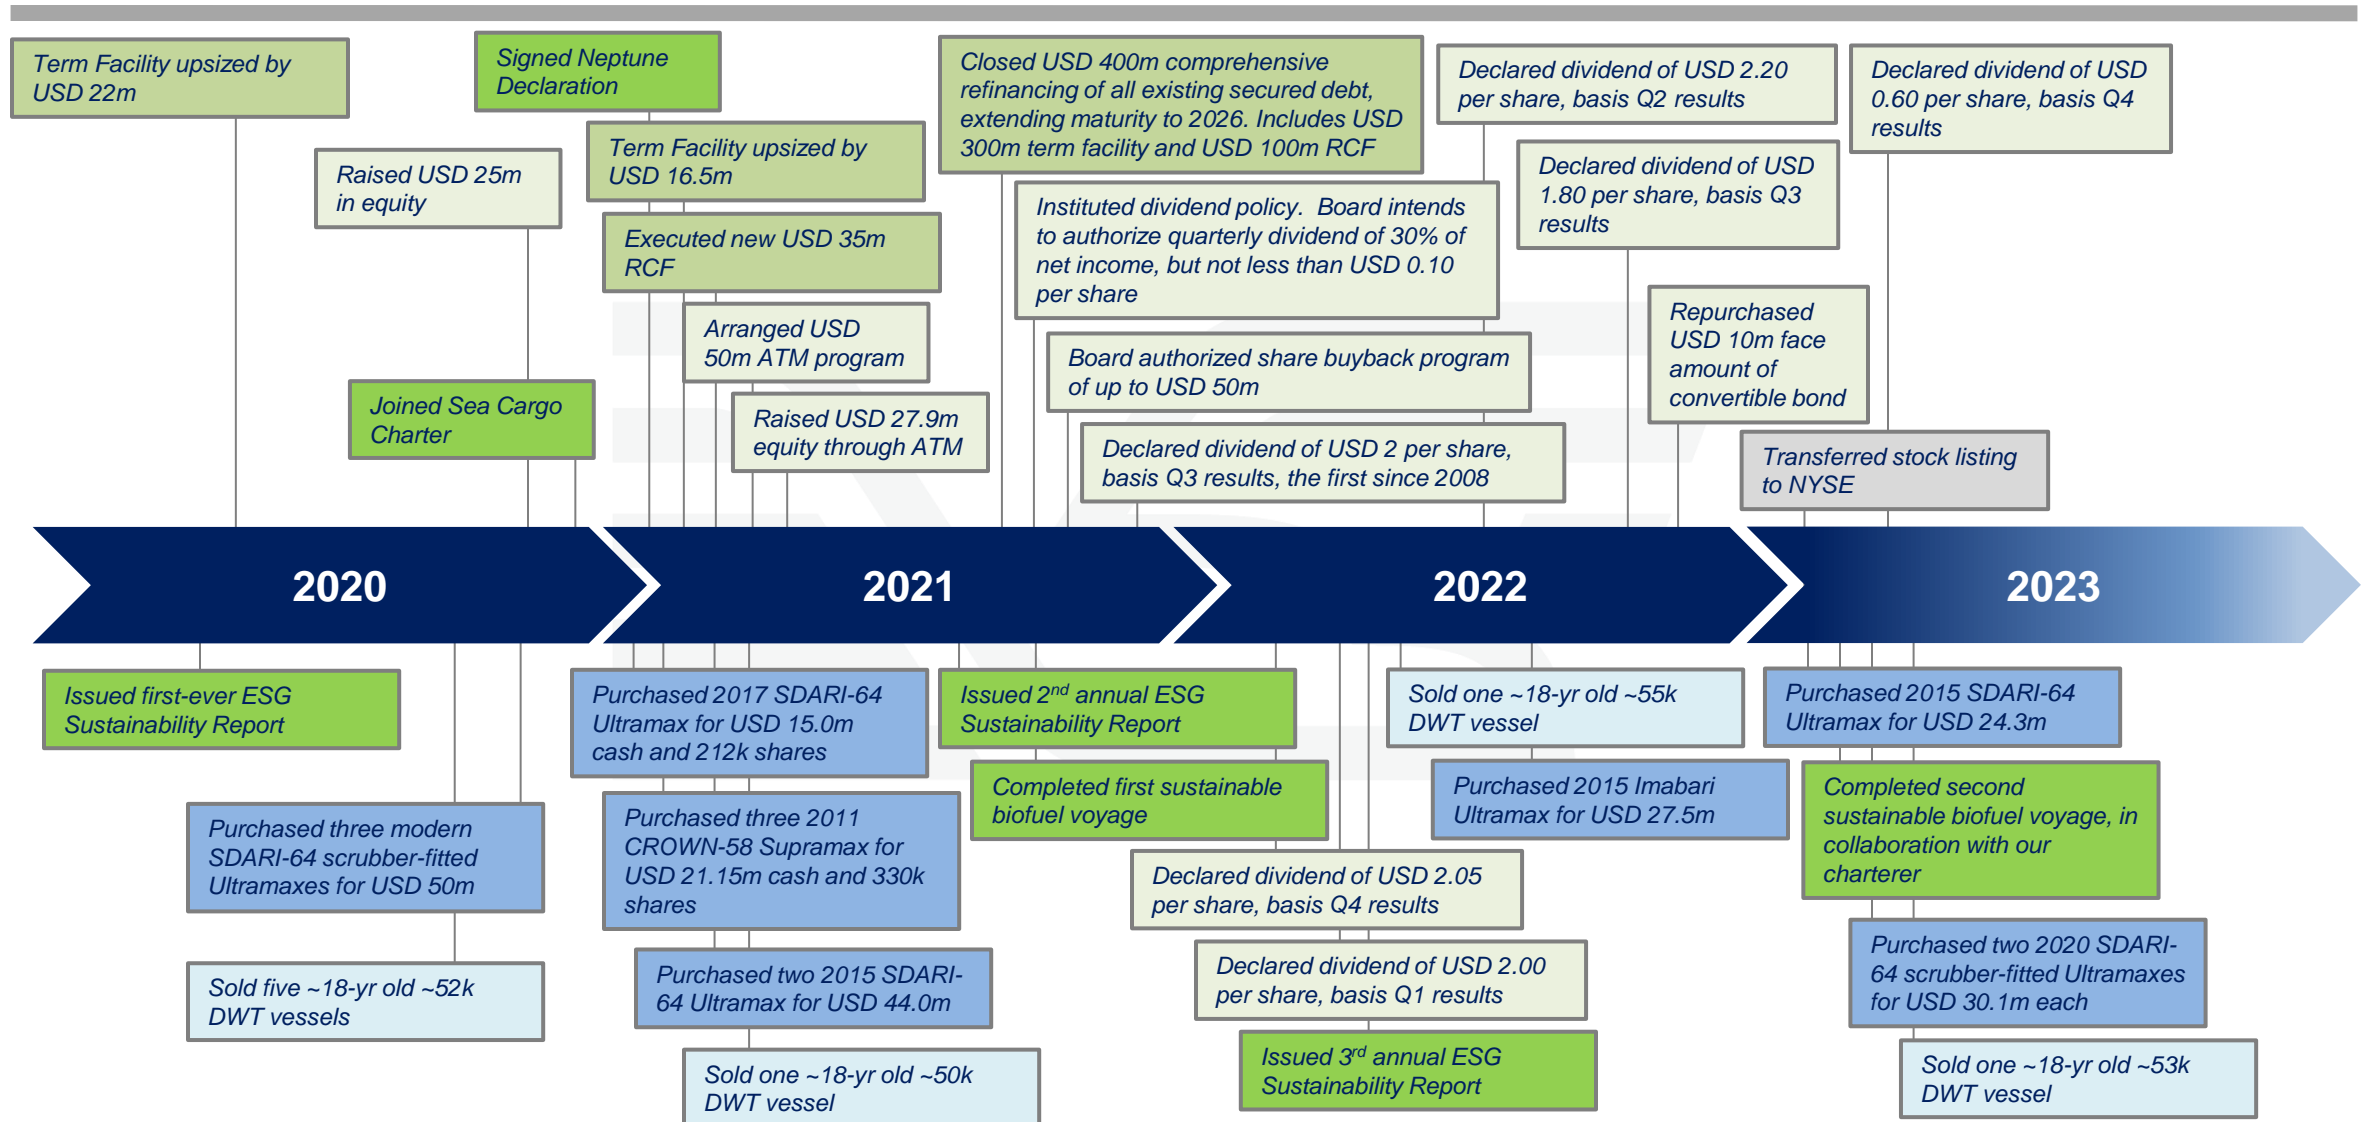 Term Facility upsized by
USD 22m
Raised USD 25m
in equity
Joined Sea Cargo
Charter
Signed Neptune
Declaration
Term Facility upsized by
USD 16.5m
Executed new USD 35m
RCF
Arranged USD
50m ATM program
Raised USD 27.9m
equity through ATM
Closed USD 400m comprehensive
refinancing of all existing secured debt,
extending maturity to 2026. Includes USD
300m term facility and USD 100m RCF
Instituted dividend policy.  Board intends
to authorize quarterly dividend of 30% of
net income, but not less than USD 0.10
per share
Board authorized share buyback program
of up to USD 50m
Declared dividend of USD 2 per share,
basis Q3 results, the first since 2008
Declared dividend of USD 2.20
per share, basis Q2 results
Declared dividend of USD
1.80 per share, basis Q3
results
Repurchased
USD 10m face
amount of
convertible bond
Declared dividend of USD
0.60 per share, basis Q4
results
Transferred stock listing
to NYSE
2020
2021
2022
2023
Issued first-ever ESG
Sustainability Report
Purchased three modern
SDARI-64 scrubber-fitted
Ultramaxes for USD 50m
Sold five ~18-yr old ~52k
DWT vessels
Purchased 2017 SDARI-64
Ultramax for USD 15.0m
cash and 212k shares
Purchased three 2011
CROWN-58 Supramax for
USD 21.15m cash and 330k
shares
Purchased two 2015 SDARI-
64 Ultramax for USD 44.0m
Sold one ~18-yr old ~50k
DWT vessel
Issued 2nd annual ESG
Sustainability Report
Completed first sustainable
biofuel voyage
Declared dividend of USD 2.05
per share, basis Q4 results
Declared dividend of USD 2.00
per share, basis Q1 results
Issued 3rd annual ESG
Sustainability Report
Sold one ~18-yr old ~55k
DWT vessel
Purchased 2015 Imabari
Ultramax for USD 27.5m
Purchased 2015 SDARI-64
Ultramax for USD 24.3m
Completed second
sustainable biofuel voyage, in
collaboration with our
charterer
Purchased two 2020 SDARI-
64 scrubber-fitted Ultramaxes
for USD 30.1m each
Sold one ~18-yr old ~53k
DWT vessel